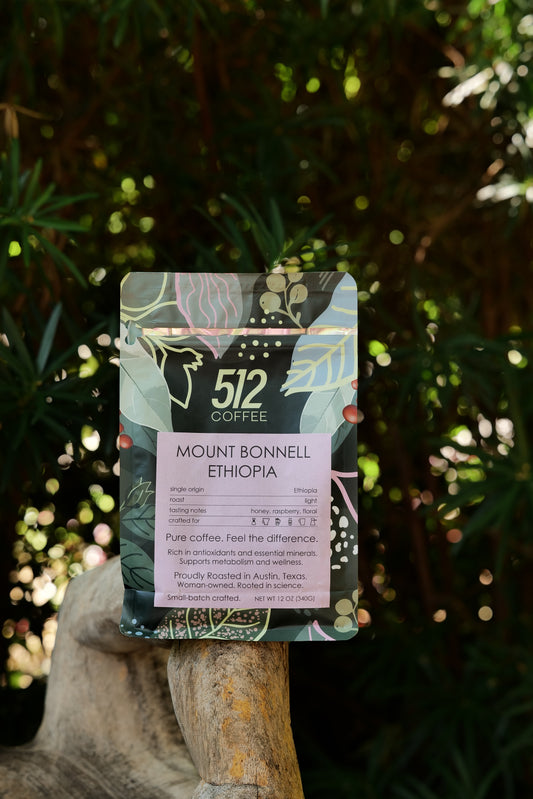 512
COFFEE
MOUNT BONNELL
ETHIOPIA
single origin Ethiopia
roast light
tasting notes honey, raspberry, floral
crafted for
Pure coffee. Feel the difference.
Rich in antioxidants and essential minerals.
Supports metabolism and wellness.
Proudly Roasted in Austin, Texas.
Woman-owned. Rooted in science.
Small-batch crafted. NET WT 12 OZ (340G)